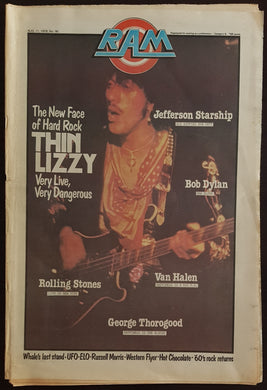 RAM
The New Face
of Hard Rock
THIN
LIZZY
Very Live,
Very Dangerous
Jefferson Starship
Bob Dylan
Van Halen
Rolling Stones
George Thorogood
Whale's last stand·UFO·ELO·Russell Morris·Western Flyer·Hot Chocolate·60's rock returns